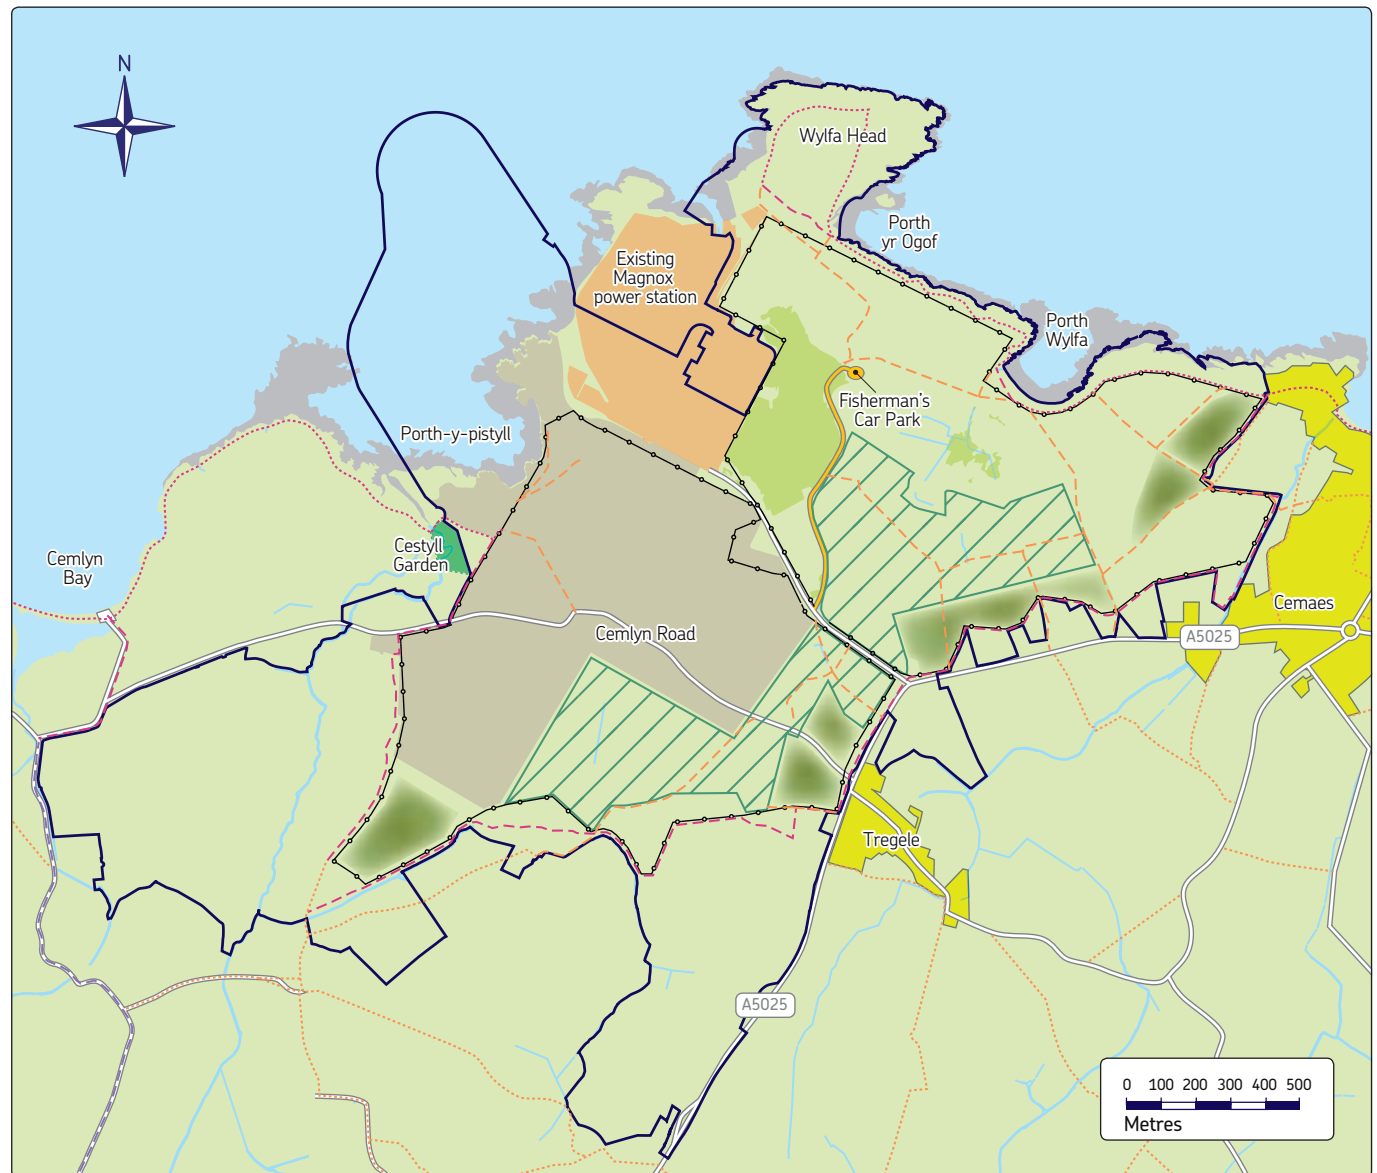 N
Wylfa Head
Porth
yr Ogof
Existing
Magnox
power station
Porth
Wylfa
Fisherman's
Car Park
Porth-y-pistyll
Cestyll
Garden
Cemlyn
Bay
Cemlyn Road
Cemaes
A5025
Tregele
A5025
0 100 200 300 400 500
Metres